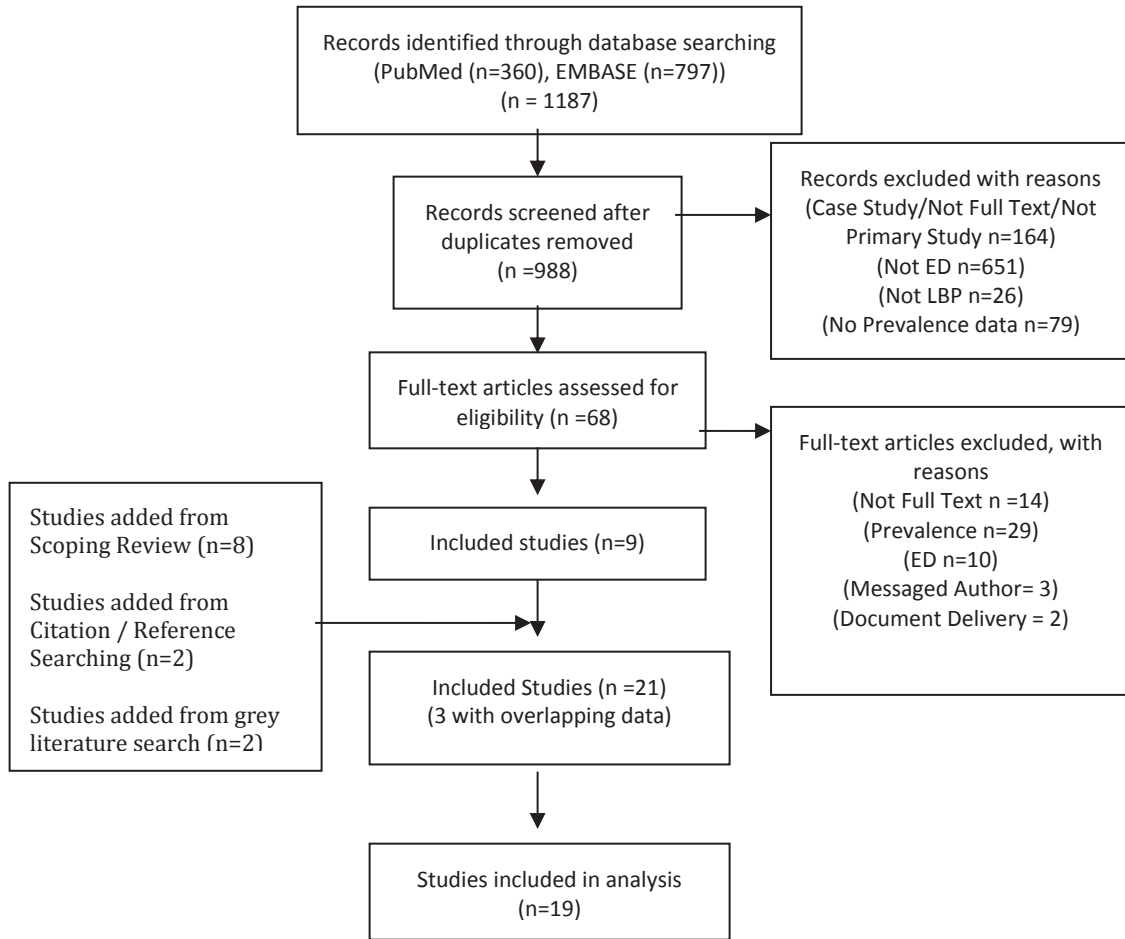 Records identified through database searching
(PubMed (n=360), EMBASE (n=797))
(n = 1187)
Records screened after
duplicates removed
(n =988)
Records excluded with reasons
(Case Study/Not Full Text/Not
Primary Study n=164)
(Not ED n=651)
(Not LBP n=26)
(No Prevalence data n=79)
Full-text articles assessed for
eligibility (n =68)
Full-text articles excluded, with
reasons
(Not Full Text n =14)
(Prevalence n=29)
(ED n=10)
(Messaged Author= 3)
(Document Delivery = 2)
Included studies (n=9)
Studies added from
Scoping Review (n=8)
Studies added from
Citation / Reference
Searching (n=2)
Studies added from grey
literature search (n=2)
Included Studies (n =21)
(3 with overlapping data)
Studies included in analysis
(n=19)